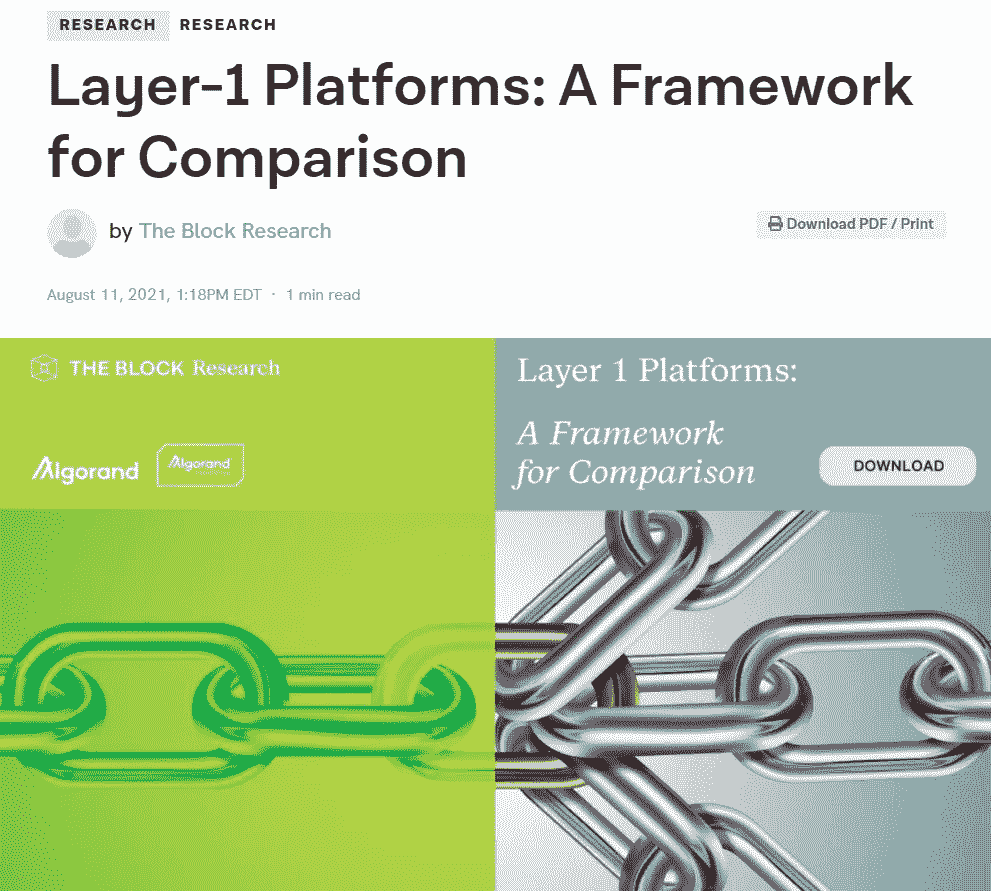 RESEARCH RESEARCH
Layer-1 Platforms: A Framework
for Comparison
by The Block Research
Download PDF / Print
August 11, 2021, 1:18PM EDT · 1 min read
THE BLOCK Research
Layer 1 Platforms:
A Framework
for Comparison
Algorand
Algorand
DOWNLOAD